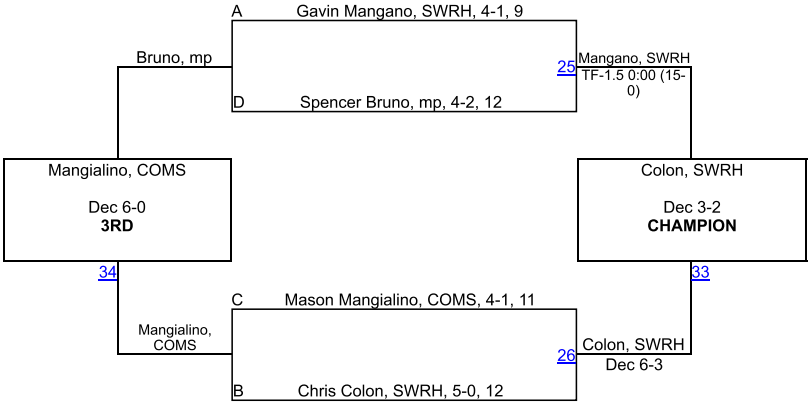 A Gavin Mangano, SWRH, 4-1, 9
Bruno, mp
25
Mangano, SWRH
TF-1.5 0:00 (15-
0)
D Spencer Bruno, mp, 4-2, 12
Mangialino, COMS
Dec 6-0
3RD
Colon, SWRH
Dec 3-2
CHAMPION
34
33
C Mason Mangialino, COMS, 4-1, 11
Mangialino,
COMS
26
Colon, SWRH
Dec 6-3
B Chris Colon, SWRH, 5-0, 12